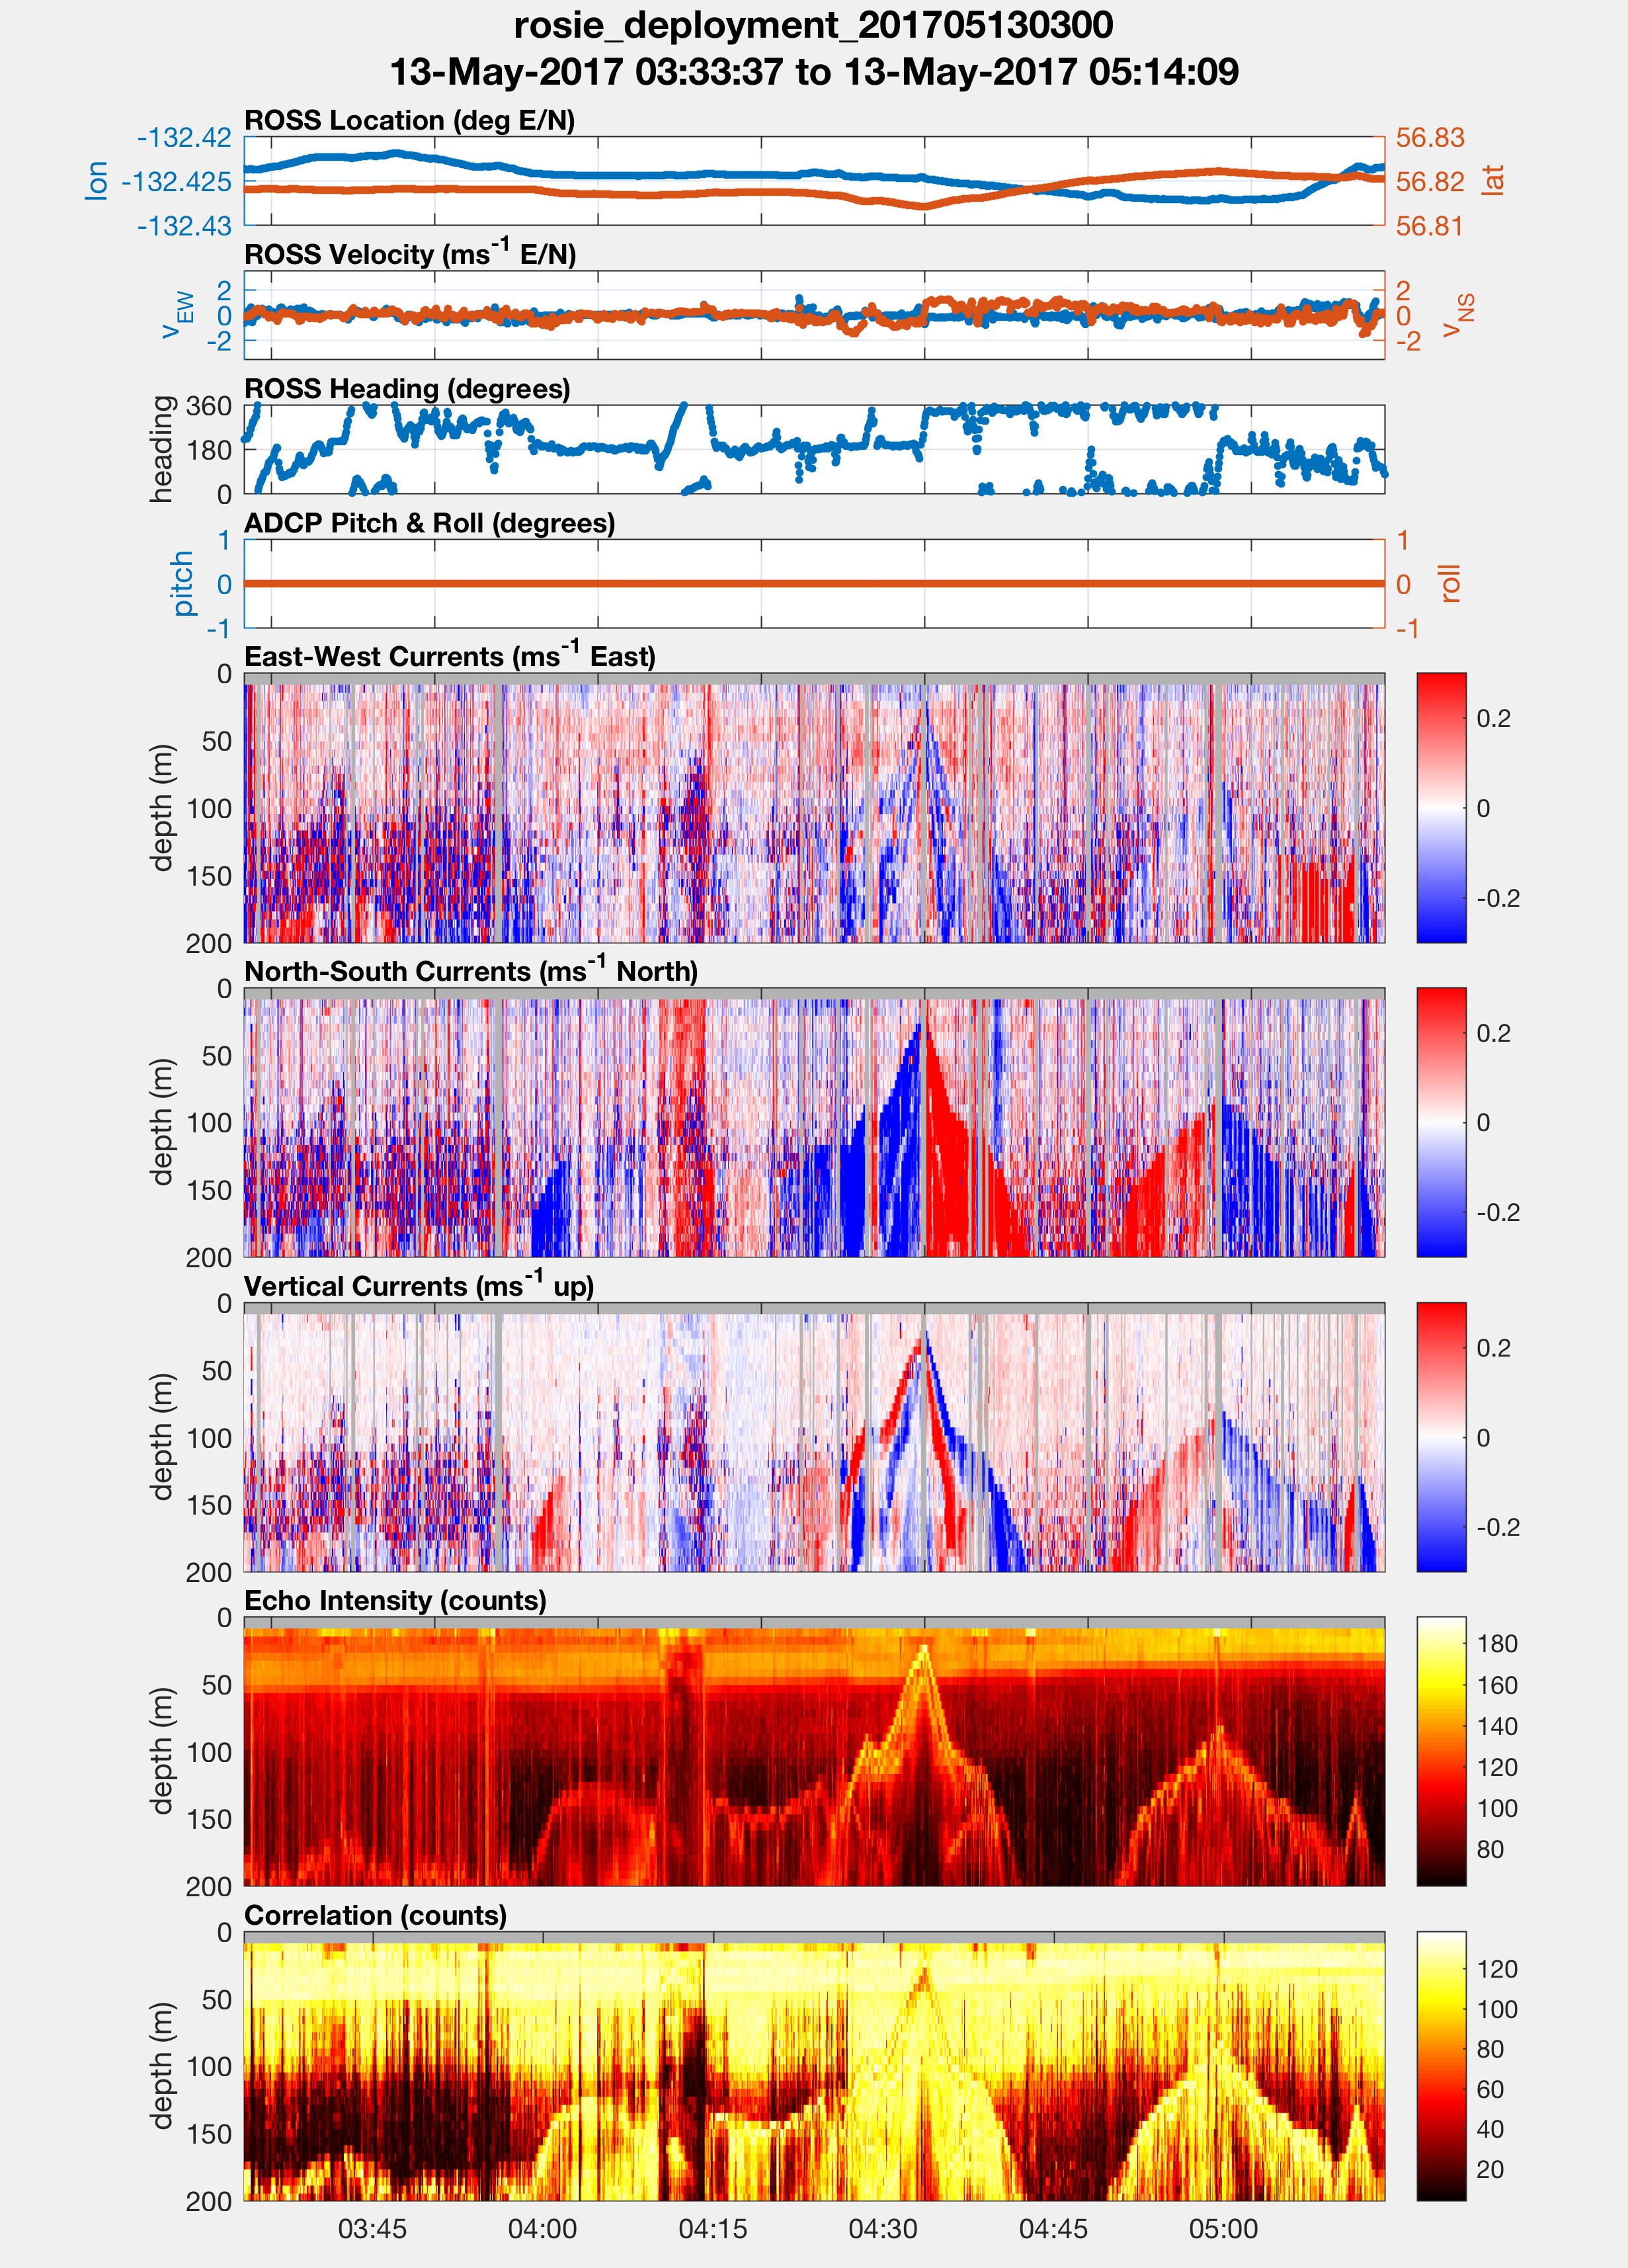 rosie_deployment_201705130300
13-May-2017 03:33:37 to 13-May-2017 05:14:09
ROSS Location (deg E/N)
-132.42
-132.425
-132.43
lon
56.83
56.82
56.81
lat
ROSS Velocity (ms-1 E/N)
2
0
-2
vEW
2
0
-2
vNS
ROSS Heading (degrees)
360
180
0
heading
ADCP Pitch & Roll (degrees)
1
0
-1
pitch
1
0
-1
roll
East-West Currents (ms-1 East)
0
50
100
150
200
depth (m)
0.2
0
-0.2
North-South Currents (ms-1 North)
0
50
100
150
200
depth (m)
0.2
0
-0.2
Vertical Currents (ms-1 up)
0
50
100
150
200
depth (m)
0.2
0
-0.2
Echo Intensity (counts)
0
50
100
150
200
depth (m)
180
160
140
120
100
80
Correlation (counts)
0
50
100
150
200
depth (m)
120
100
80
60
40
20
03:45 04:00 04:15 04:30 04:45 05:00